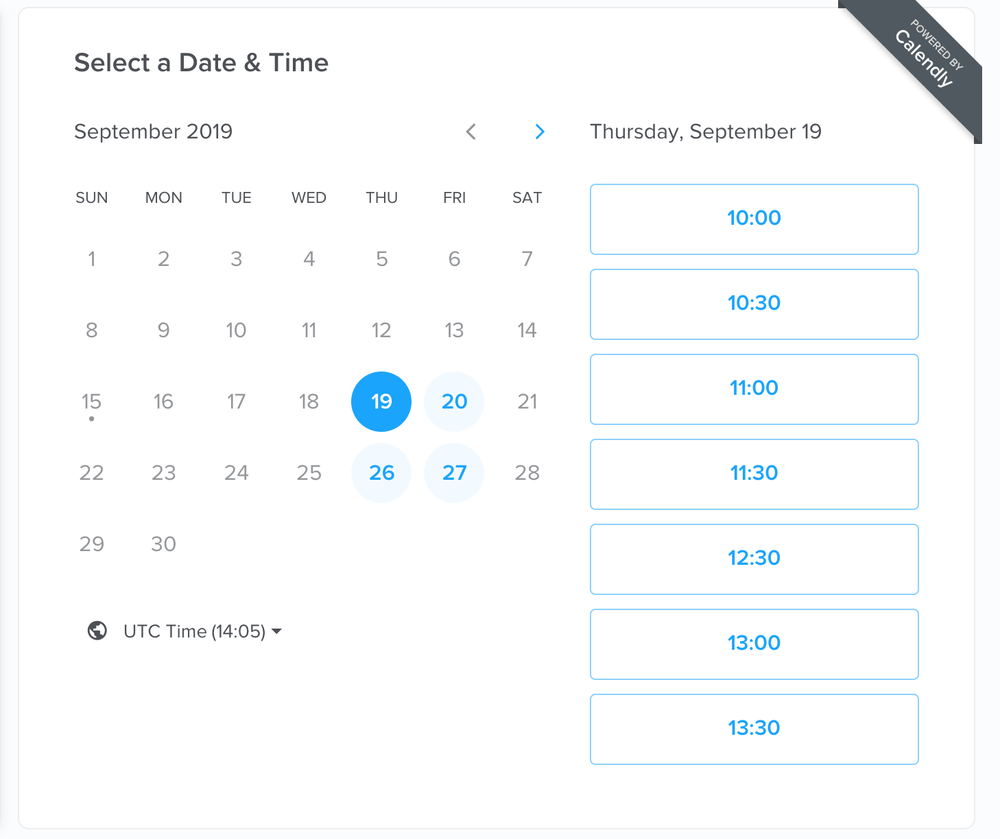 POWERED BY
Calendly
Select a Date & Time
September 2019
SUN MON TUE WED THU FRI SAT
1 2 3 4 5 6 7
8 9 10 11 12 13 14
15 16 17 18 19 20 21
22 23 24 25 26 27 28
29 30
UTC Time (14:05)
Thursday, September 19
10:00
10:30
11:00
11:30
12:30
13:00
13:30